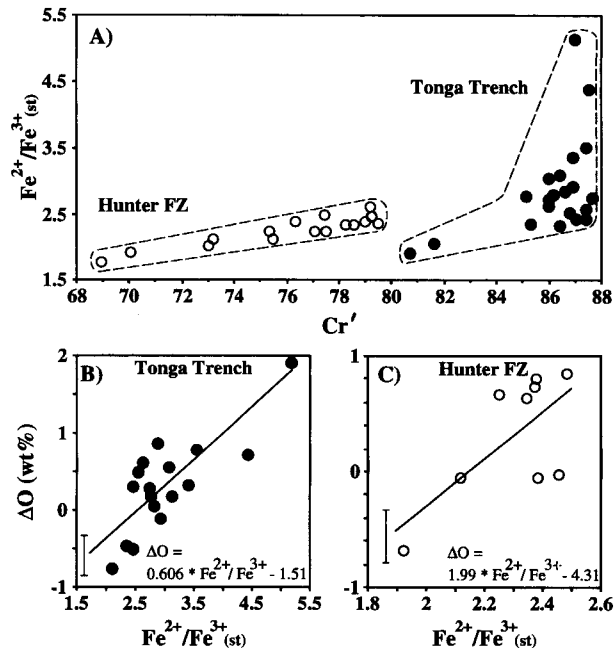 A)
Fe2+/Fe3+(st)
5.5
4.5
3.5
2.5
1.5
Tonga Trench
Hunter FZ
68 70 72 74 76 78 80 82 84 86 88
Cr′
B)
Tonga Trench
ΔO (wt%)
2
1
0
-1
ΔO =
0.606 * Fe2+/ Fe3+ - 1.51
1.5 2.5 3.5 4.5 5.5
Fe2+/Fe3+(st)
C)
Hunter FZ
1
0
-1
ΔO =
1.99 * Fe2+/ Fe3+ - 4.31
1.8 2 2.2 2.4 2.6
Fe2+/Fe3+(st)